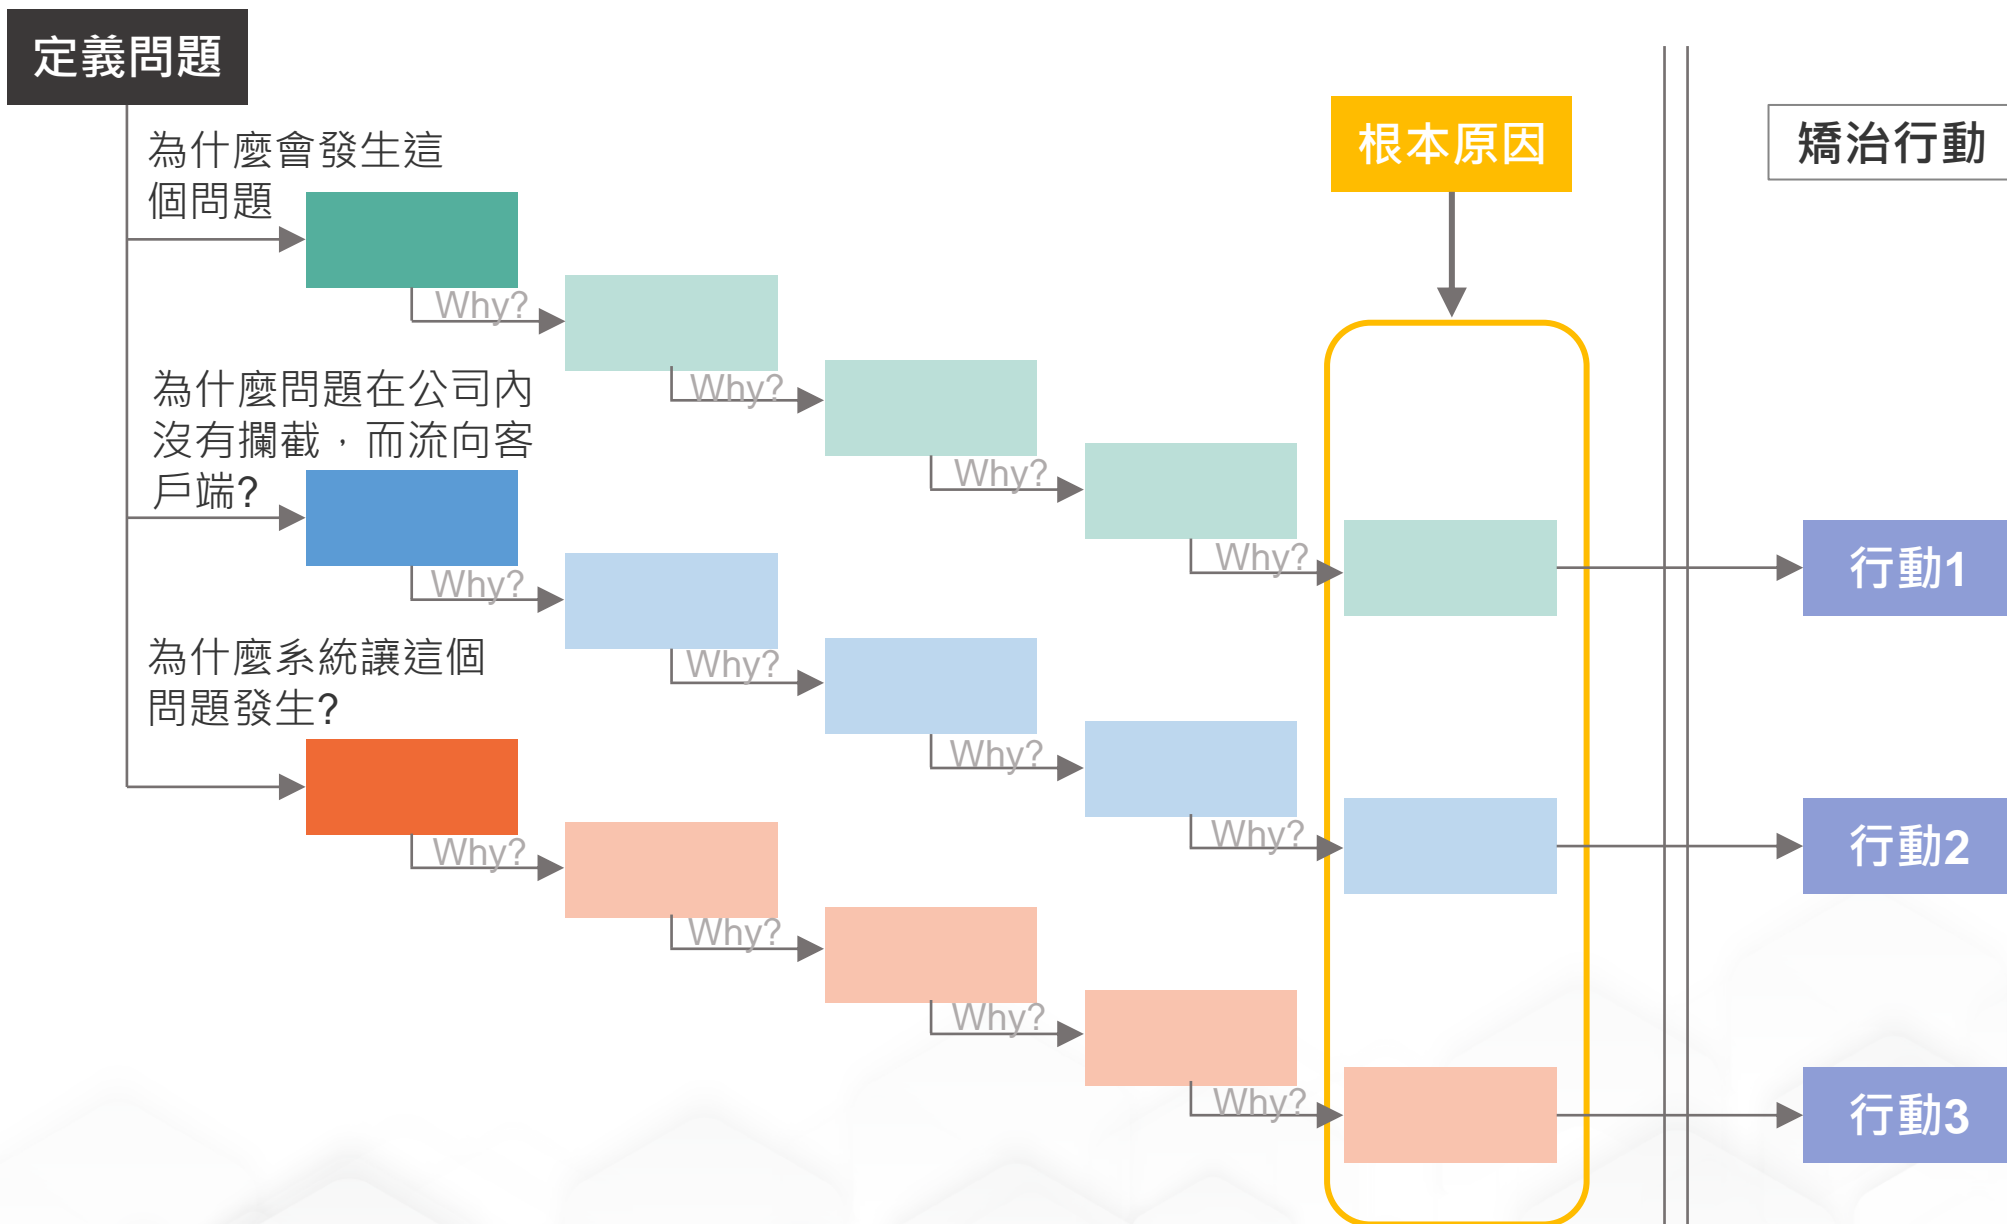 定義問題
為什麼會發生這
個問題
根本原因
矯治行動
Why?
Why?
Why?
Why?
為什麼問題在公司內
沒有攔截，而流向客
戶端?
行動1
Why?
Why?
Why?
Why?
為什麼系統讓這個
問題發生?
行動2
Why?
Why?
Why?
Why?
行動3